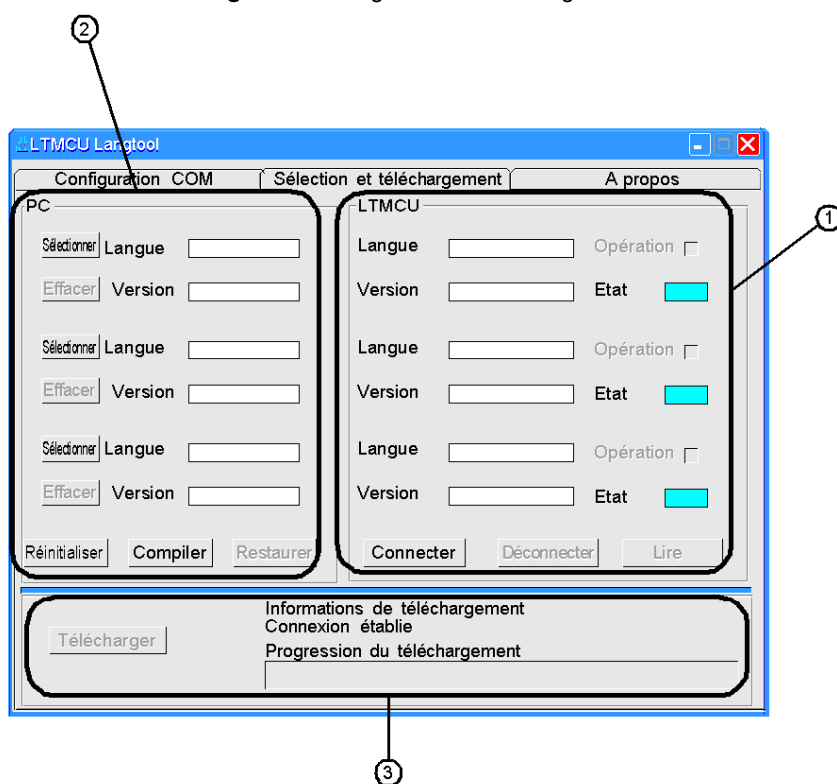 2
LTMCU Langtool
Configuration COM Sélection et téléchargement A propos
PC LTMCU
Sélectionner Langue Langue Opération
Effacer Version Version Etat
Sélectionner Langue Langue Opération
Effacer Version Version Etat
Sélectionner Langue Langue Opération
Effacer Version Version Etat
Réinitialiser Compiler Restaurer Connecter Déconnecter Lire
1
Informations de téléchargement
Connexion établie
Télécharger
Progression du téléchargement
3